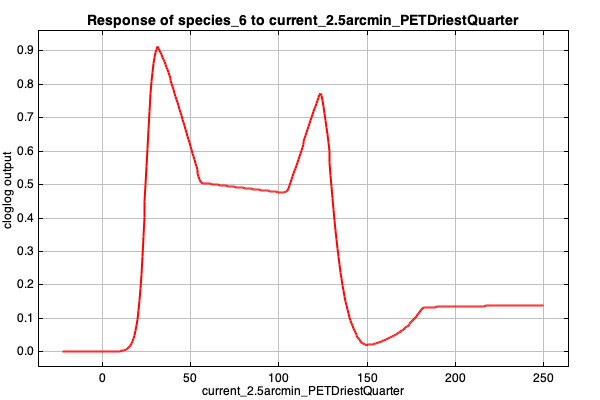 Response of species_6 to current_2.5arcmin_PETDriestQuarter
cloglog output
0.9
0.8
0.7
0.6
0.5
0.4
0.3
0.2
0.1
0.0
0 50 100 150 200 250
current_2.5arcmin_PETDriestQuarter